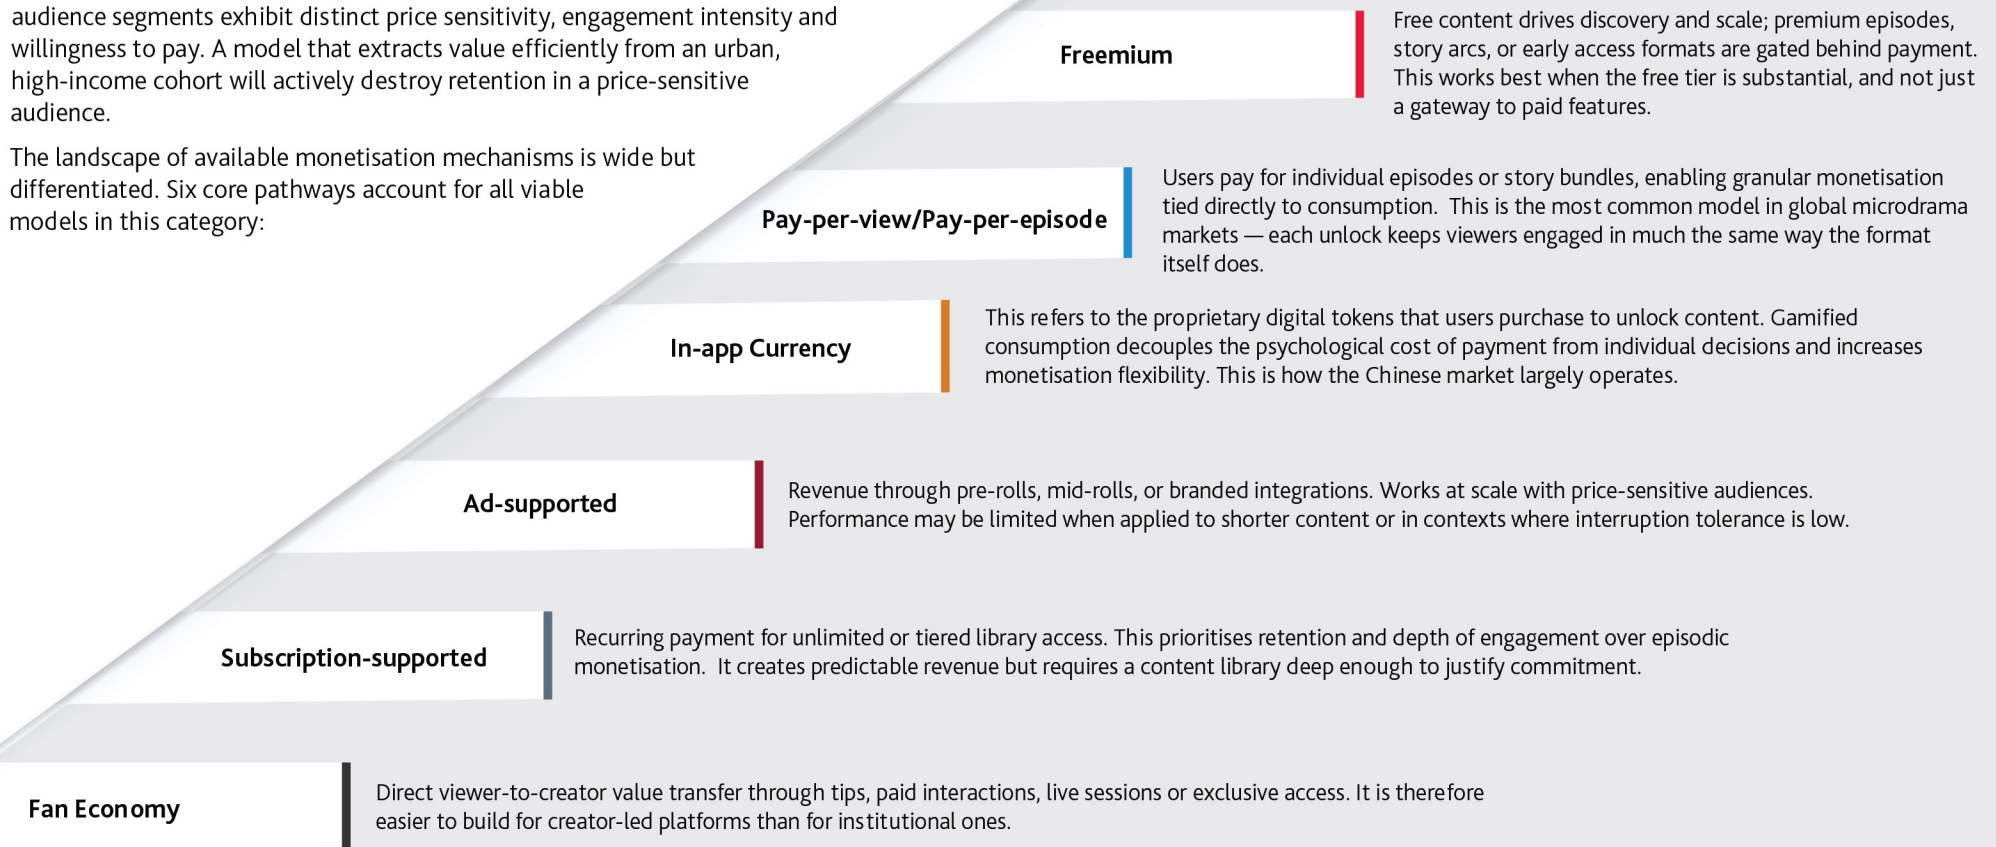 audience segments exhibit distinct price sensitivity, engagement intensity and
willingness to pay. A model that extracts value efficiently from an urban,
high-income cohort will actively destroy retention in a price-sensitive
audience.
The landscape of available monetisation mechanisms is wide but
differentiated. Six core pathways account for all viable
models in this category:
Freemium
Free content drives discovery and scale; premium episodes,
story arcs, or early access formats are gated behind payment.
This works best when the free tier is substantial, and not just
a gateway to paid features.
Pay-per-view/Pay-per-episode
Users pay for individual episodes or story bundles, enabling granular monetisation
tied directly to consumption. This is the most common model in global microdrama
markets — each unlock keeps viewers engaged in much the same way the format
itself does.
In-app Currency
This refers to the proprietary digital tokens that users purchase to unlock content. Gamified
consumption decouples the psychological cost of payment from individual decisions and increases
monetisation flexibility. This is how the Chinese market largely operates.
Ad-supported
Revenue through pre-rolls, mid-rolls, or branded integrations. Works at scale with price-sensitive audiences.
Performance may be limited when applied to shorter content or in contexts where interruption tolerance is low.
Subscription-supported
Recurring payment for unlimited or tiered library access. This prioritises retention and depth of engagement over episodic
monetisation. It creates predictable revenue but requires a content library deep enough to justify commitment.
Fan Economy
Direct viewer-to-creator value transfer through tips, paid interactions, live sessions or exclusive access. It is therefore
easier to build for creator-led platforms than for institutional ones.